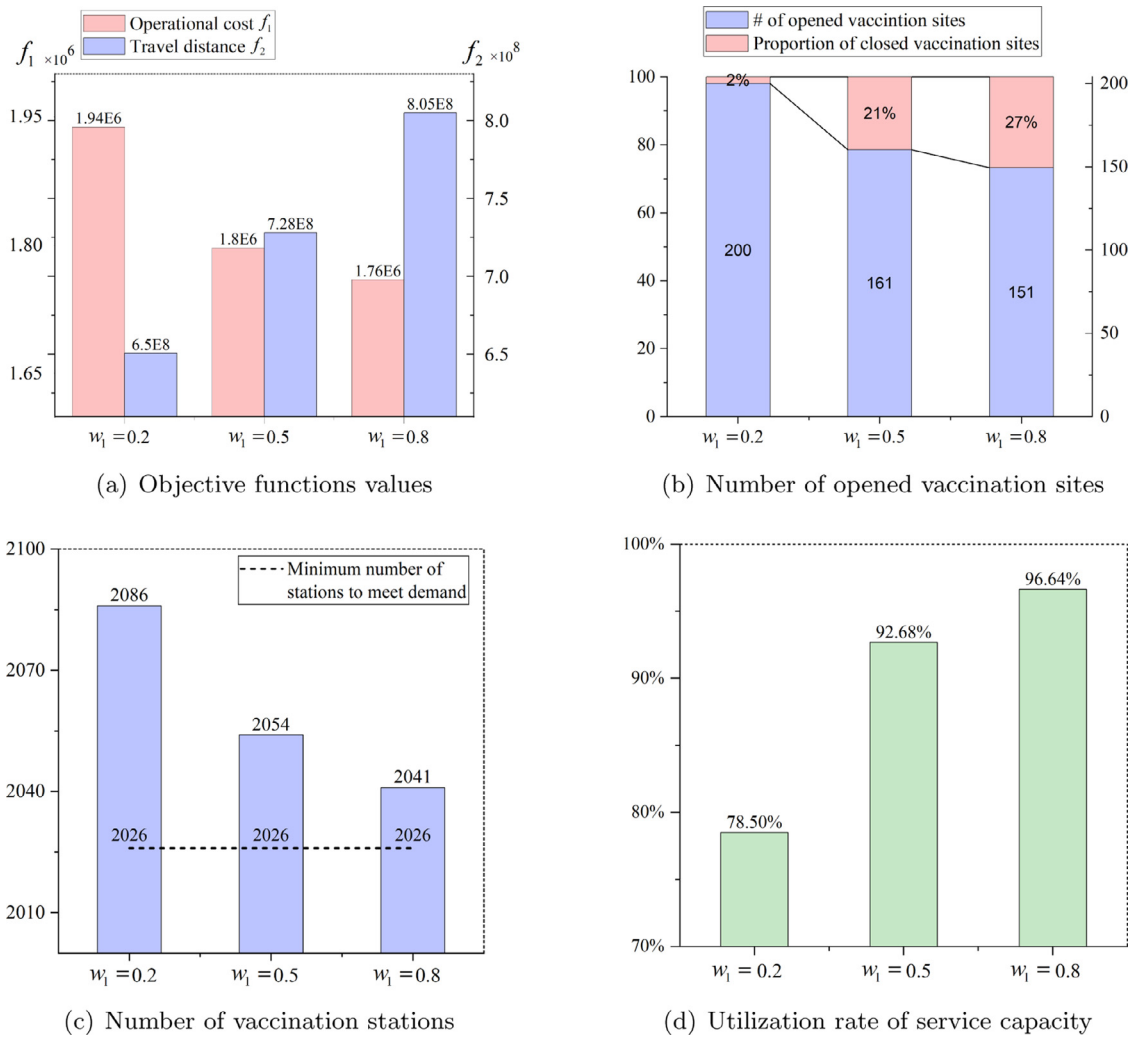 Operational cost f₁
Travel distance f₂
f₁ ×10⁶
f₂ ×10⁸
1.95
1.80
1.65
8.0
7.5
7.0
6.5
1.94E6
6.5E8
1.8E6
7.28E8
1.76E6
8.05E8
w₁ = 0.2
w₁ = 0.5
w₁ = 0.8
(a) Objective functions values
# of opened vaccintion sites
Proportion of closed vaccination sites
100
80
60
40
20
0
200
150
100
50
0
2%
21%
27%
200
161
151
w₁ = 0.2
w₁ = 0.5
w₁ = 0.8
(b) Number of opened vaccination sites
2100
2070
2040
2010
Minimum number of
stations to meet demand
2086
2054
2041
2026
2026
2026
w₁ = 0.2
w₁ = 0.5
w₁ = 0.8
(c) Number of vaccination stations
100%
90%
80%
70%
78.50%
92.68%
96.64%
w₁ = 0.2
w₁ = 0.5
w₁ = 0.8
(d) Utilization rate of service capacity